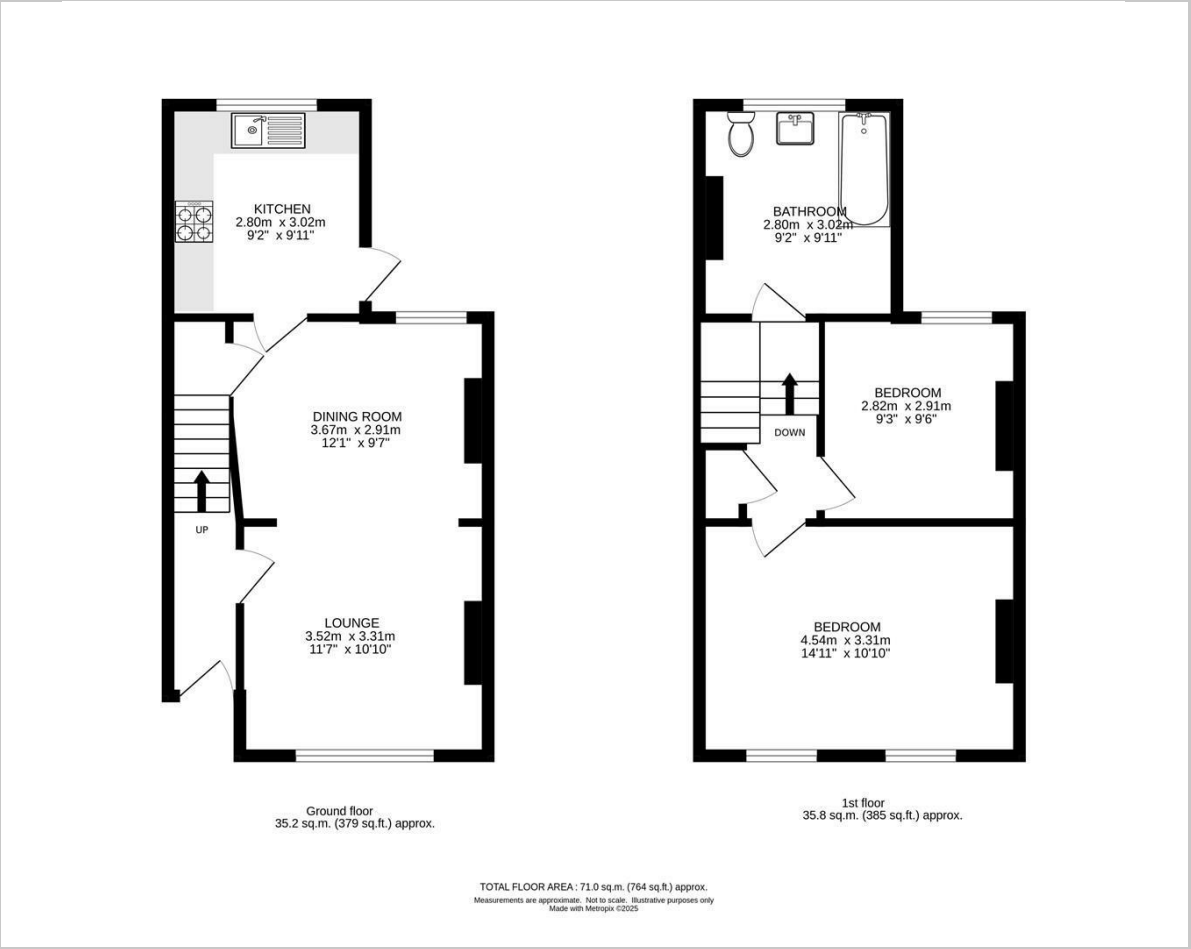 KITCHEN
2.80m x 3.02m
9'2" x 9'11"
DINING ROOM
3.67m x 2.91m
12'1" x 9'7"
UP
LOUNGE
3.52m x 3.31m
11'7" x 10'10"
Ground floor
35.2 sq.m. (379 sq.ft.) approx.
BATHROOM
2.80m x 3.02m
9'2" x 9'11"
BEDROOM
2.82m x 2.91m
9'3" x 9'6"
DOWN
BEDROOM
4.54m x 3.31m
14'11" x 10'10"
1st floor
35.8 sq.m. (385 sq.ft.) approx.
TOTAL FLOOR AREA : 71.0 sq.m. (764 sq.ft.) approx.
Measurements are approximate. Not to scale. Illustrative purposes only
Made with Metropix ©2025